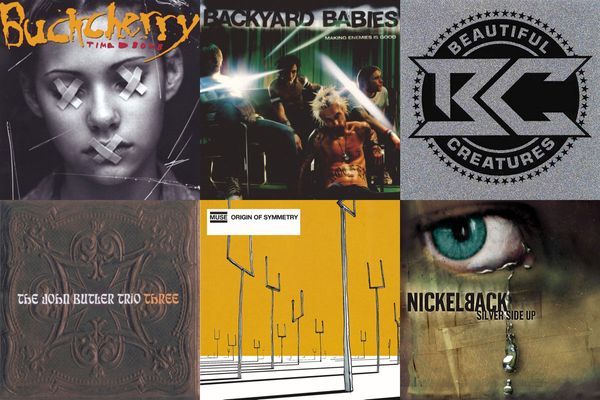 Buckcherry
TIME BOMB
BACKYARD BABIES
MAKING ENEMIES IS GOOD
BEAUTIFUL
BC
CREATURES
THE JOHN BUTLER TRIO THREE
MUSE ORIGIN OF SYMMETRY
NICKELBACK
SILVER SIDE UP